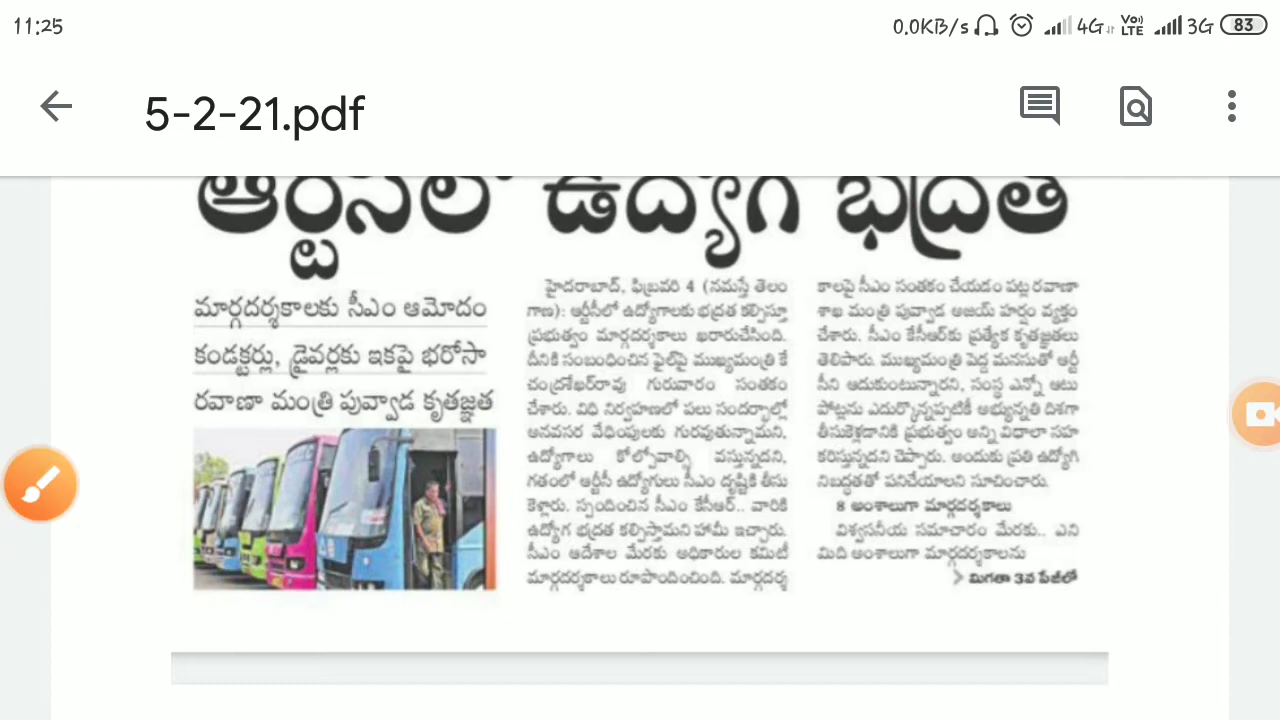 11:25
0.0KB/s 4G Vo)) LTE 3G 83
5-2-21.pdf
ఆర్టీసీలో ఉద్యోగ భద్రత
మార్గదర్శకాలకు సీఎం ఆమోదం
కండక్టర్లు, డ్రైవర్లకు ఇకపై భరోసా
రవాణా మంత్రి పువ్వాడ కృతజ్ఞత
హైదరాబాద్, ఫిబ్రవరి 4 (నమస్తే తెలం
గాణ): ఆర్టీసీలో ఉద్యోగాలకు భద్రత కల్పిస్తూ
ప్రభుత్వం మార్గదర్శకాలు ఖరారుచేసింది.
దీనికి సంబంధించిన ఫైల్‌పై ముఖ్యమంత్రి కే
చంద్రశేఖర్‌రావు గురువారం సంతకం
చేశారు. విధి నిర్వహణలో పలు సందర్భాల్లో
అనవసర వేధింపులకు గురవుతున్నామని,
ఉద్యోగాలు కోల్పోవాల్సి వస్తున్నదని,
గతంలో ఆర్టీసీ ఉద్యోగులు సీఎం దృష్టికి తీసు
కెళ్లారు. స్పందించిన సీఎం కేసీఆర్.. వారికి
ఉద్యోగ భద్రత కల్పిస్తామని హామీ ఇచ్చారు.
సీఎం ఆదేశాల మేరకు అధికారుల కమిటీ
మార్గదర్శకాలు రూపొందించింది. మార్గదర్శ
కాలపై సీఎం సంతకం చేయడం పట్ల రవాణా
శాఖ మంత్రి పువ్వాడ అజయ్ హర్షం వ్యక్తం
చేశారు. సీఎం కేసీఆర్‌కు ప్రత్యేక కృతజ్ఞతలు
తెలిపారు. ముఖ్యమంత్రి పెద్ద మనసుతో ఆర్టీ
సీని ఆదుకుంటున్నారని, సంస్థ ఎన్నో ఆటు
పోట్లను ఎదుర్కొన్నప్పటికీ అభ్యున్నతి దిశగా
తీసుకెళ్లడానికి ప్రభుత్వం అన్ని విధాలా సహ
కరిస్తున్నదని చెప్పారు. అందుకు ప్రతి ఉద్యోగి
నిబద్ధతతో పనిచేయాలని సూచించారు.
8 అంశాలుగా మార్గదర్శకాలు
విశ్వసనీయ సమాచారం మేరకు.. ఎని
మిది అంశాలుగా మార్గదర్శకాలను
> మిగతా 3వ పేజీలో